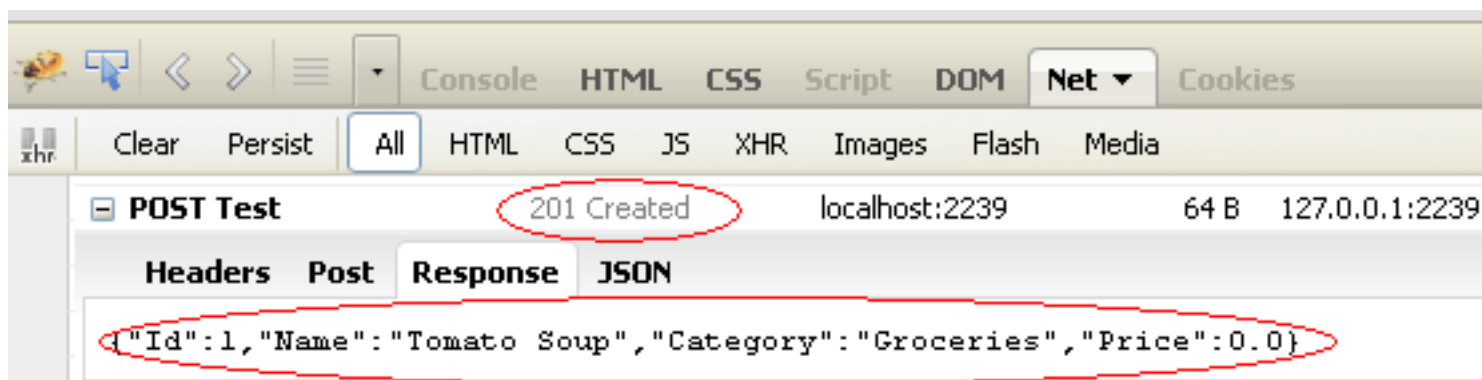 Console HTML CSS Script DOM Net Cookies
xhr Clear Persist All HTML CSS JS XHR Images Flash Media
POST Test 201 Created localhost:2239 64 B 127.0.0.1:2239
Headers Post Response JSON
{"Id":1,"Name":"Tomato Soup","Category":"Groceries","Price":0.0}